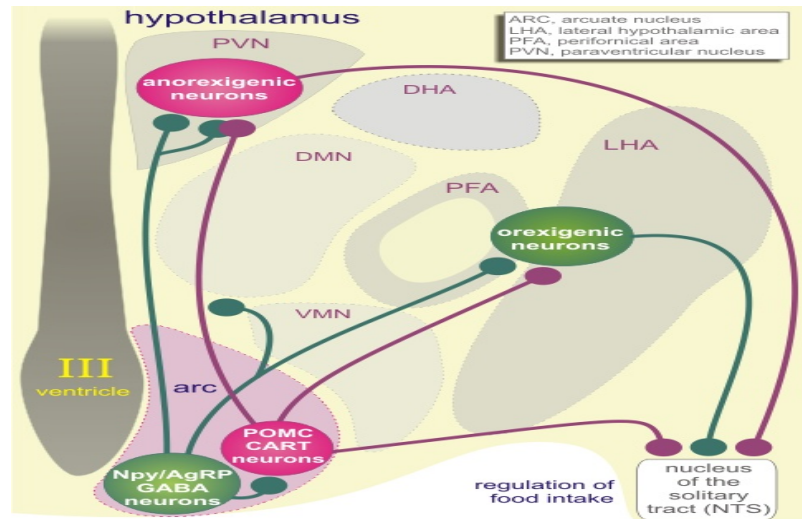 hypothalamus
ARC, arcuate nucleus
LHA, lateral hypothalamic area
PFA, perifornical area
PVN, paraventricular nucleus
PVN
anorexigenic
neurons
DHA
DMN
LHA
PFA
orexigenic
neurons
VMN
III
ventricle
arc
POMC
CART
neurons
Npy/AgRP
GABA
neurons
regulation of
food intake
nucleus
of the
solitary
tract (NTS)